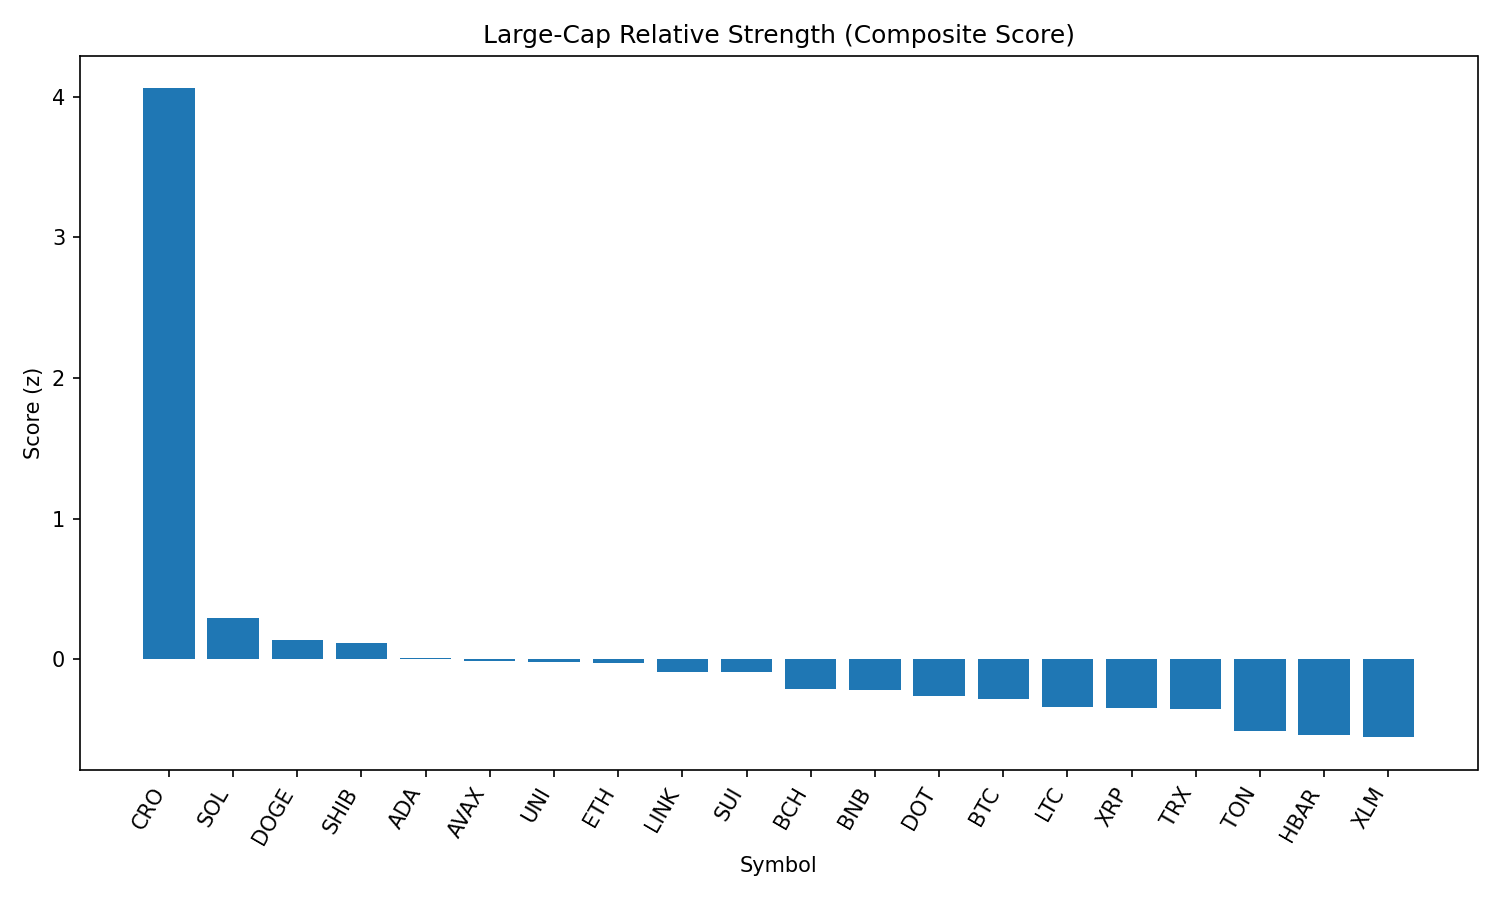 Large-Cap Relative Strength (Composite Score)
Score (z)
4
3
2
1
0
CRO
SOL
DOGE
SHIB
ADA
AVAX
UNI
ETH
LINK
SUI
BCH
BNB
DOT
BTC
LTC
XRP
TRX
TON
HBAR
XLM
Symbol